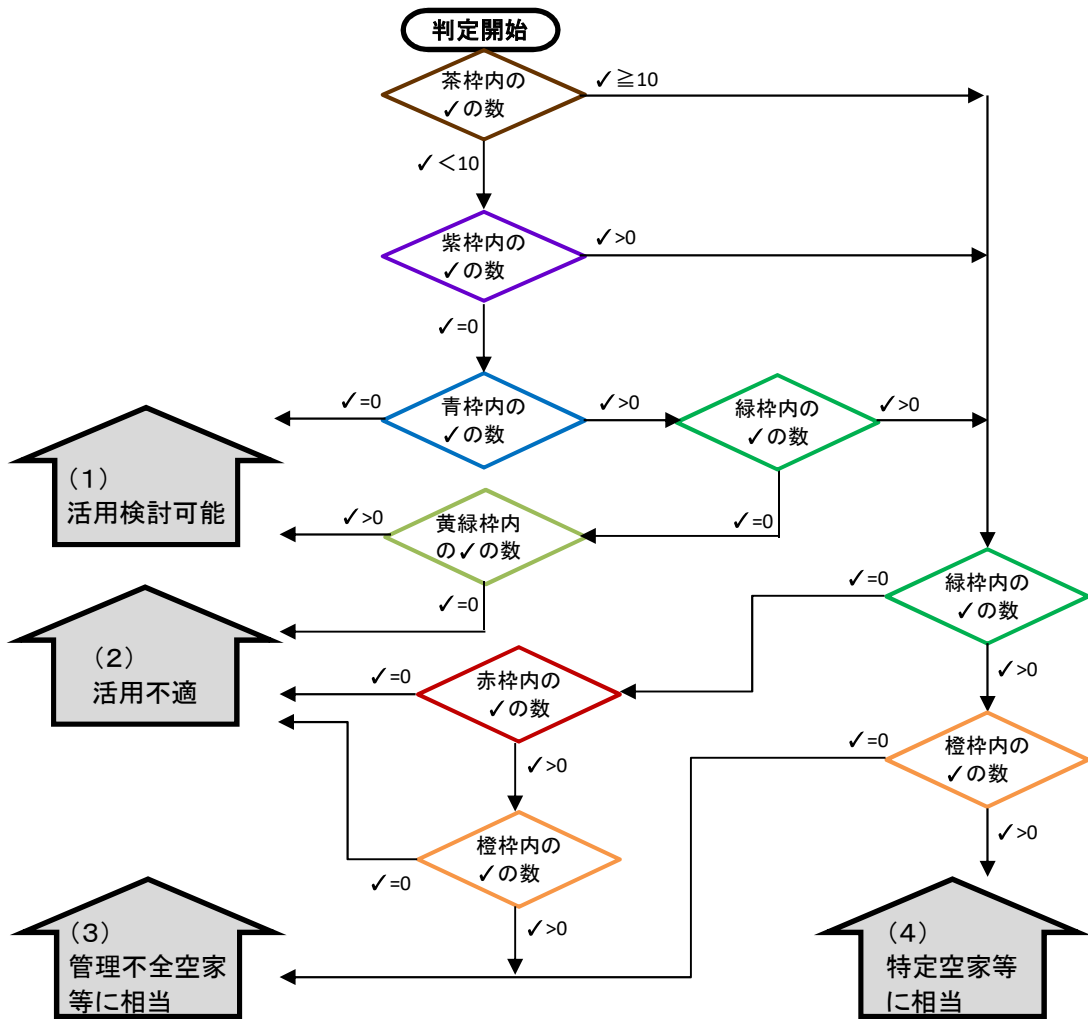 判定開始
茶枠内の
✓の数
✓≧10
✓＜10
紫枠内の
✓の数
✓>0
✓=0
青枠内の
✓の数
✓=0
✓>0
緑枠内の
✓の数
✓>0
✓=0
(1)
活用検討可能
黄緑枠内
の✓の数
✓>0
✓=0
緑枠内の
✓の数
✓=0
✓>0
(2)
活用不適
赤枠内の
✓の数
✓=0
✓>0
橙枠内の
✓の数
✓=0
✓>0
橙枠内の
✓の数
✓=0
✓>0
(3)
管理不全空家
等に相当
(4)
特定空家等
に相当